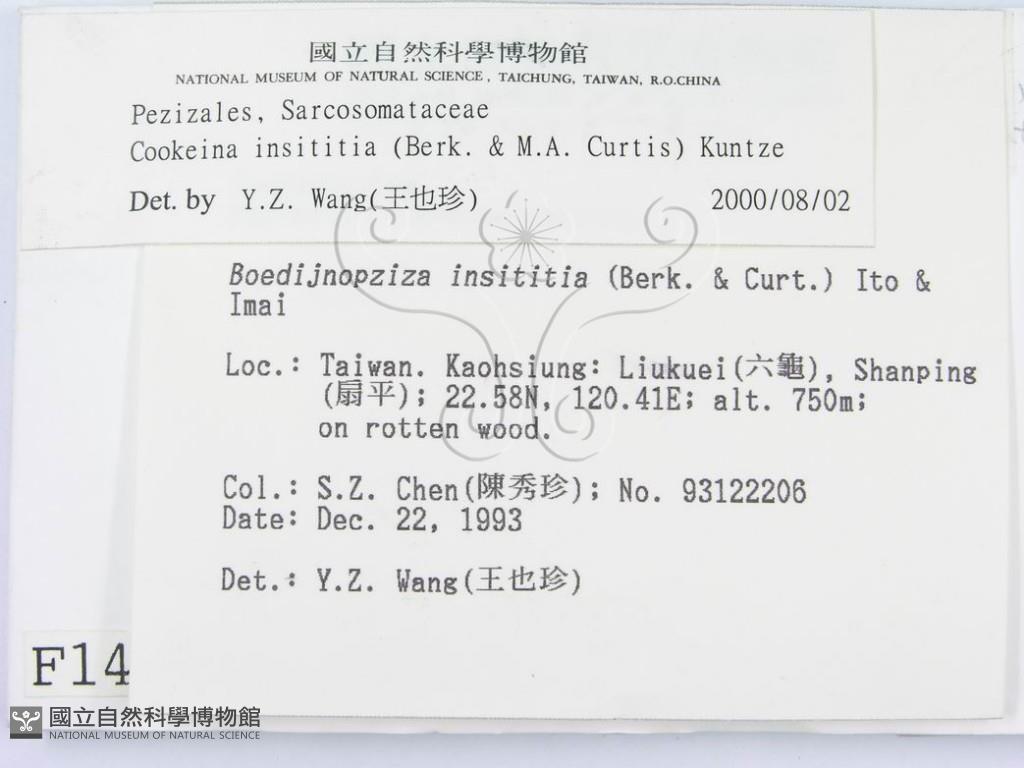 國立自然科學博物館
NATIONAL MUSEUM OF NATURAL SCIENCE, TAICHUNG, TAIWAN, R.O.CHINA
Pezizales, Sarcosomataceae
Cookeina insititia (Berk. & M.A. Curtis) Kuntze
Det. by Y.Z. Wang(王也珍) 2000/08/02
Boedijnopziza insititia (Berk. & Curt.) Ito &
Imai
Loc.: Taiwan. Kaohsiung: Liukuei(六龜), Shanping
(扇平); 22.58N, 120.41E; alt. 750m;
on rotten wood.
Col.: S.Z. Chen(陳秀珍); No. 93122206
Date: Dec. 22, 1993
Det.: Y.Z. Wang(王也珍)
F14
國立自然科學博物館
NATIONAL MUSEUM OF NATURAL SCIENCE